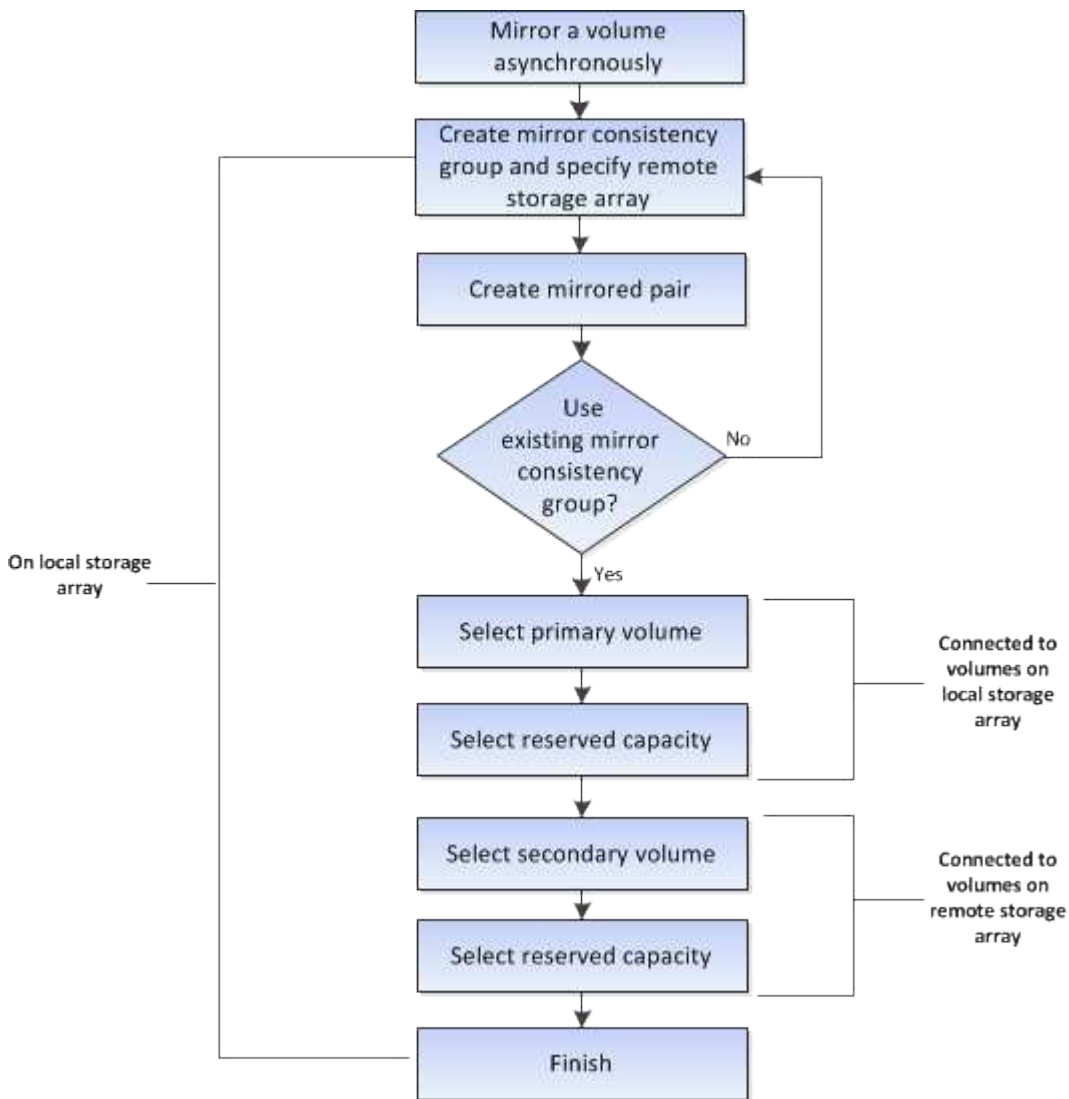 Mirror a volume
asynchronously
Create mirror consistency
group and specify remote
storage array
Create mirrored pair
Use
existing mirror
consistency
group?
No
Yes
On local storage
array
Select primary volume
Select reserved capacity
Connected to
volumes on
local storage
array
Select secondary volume
Select reserved capacity
Connected to
volumes on
remote storage
array
Finish